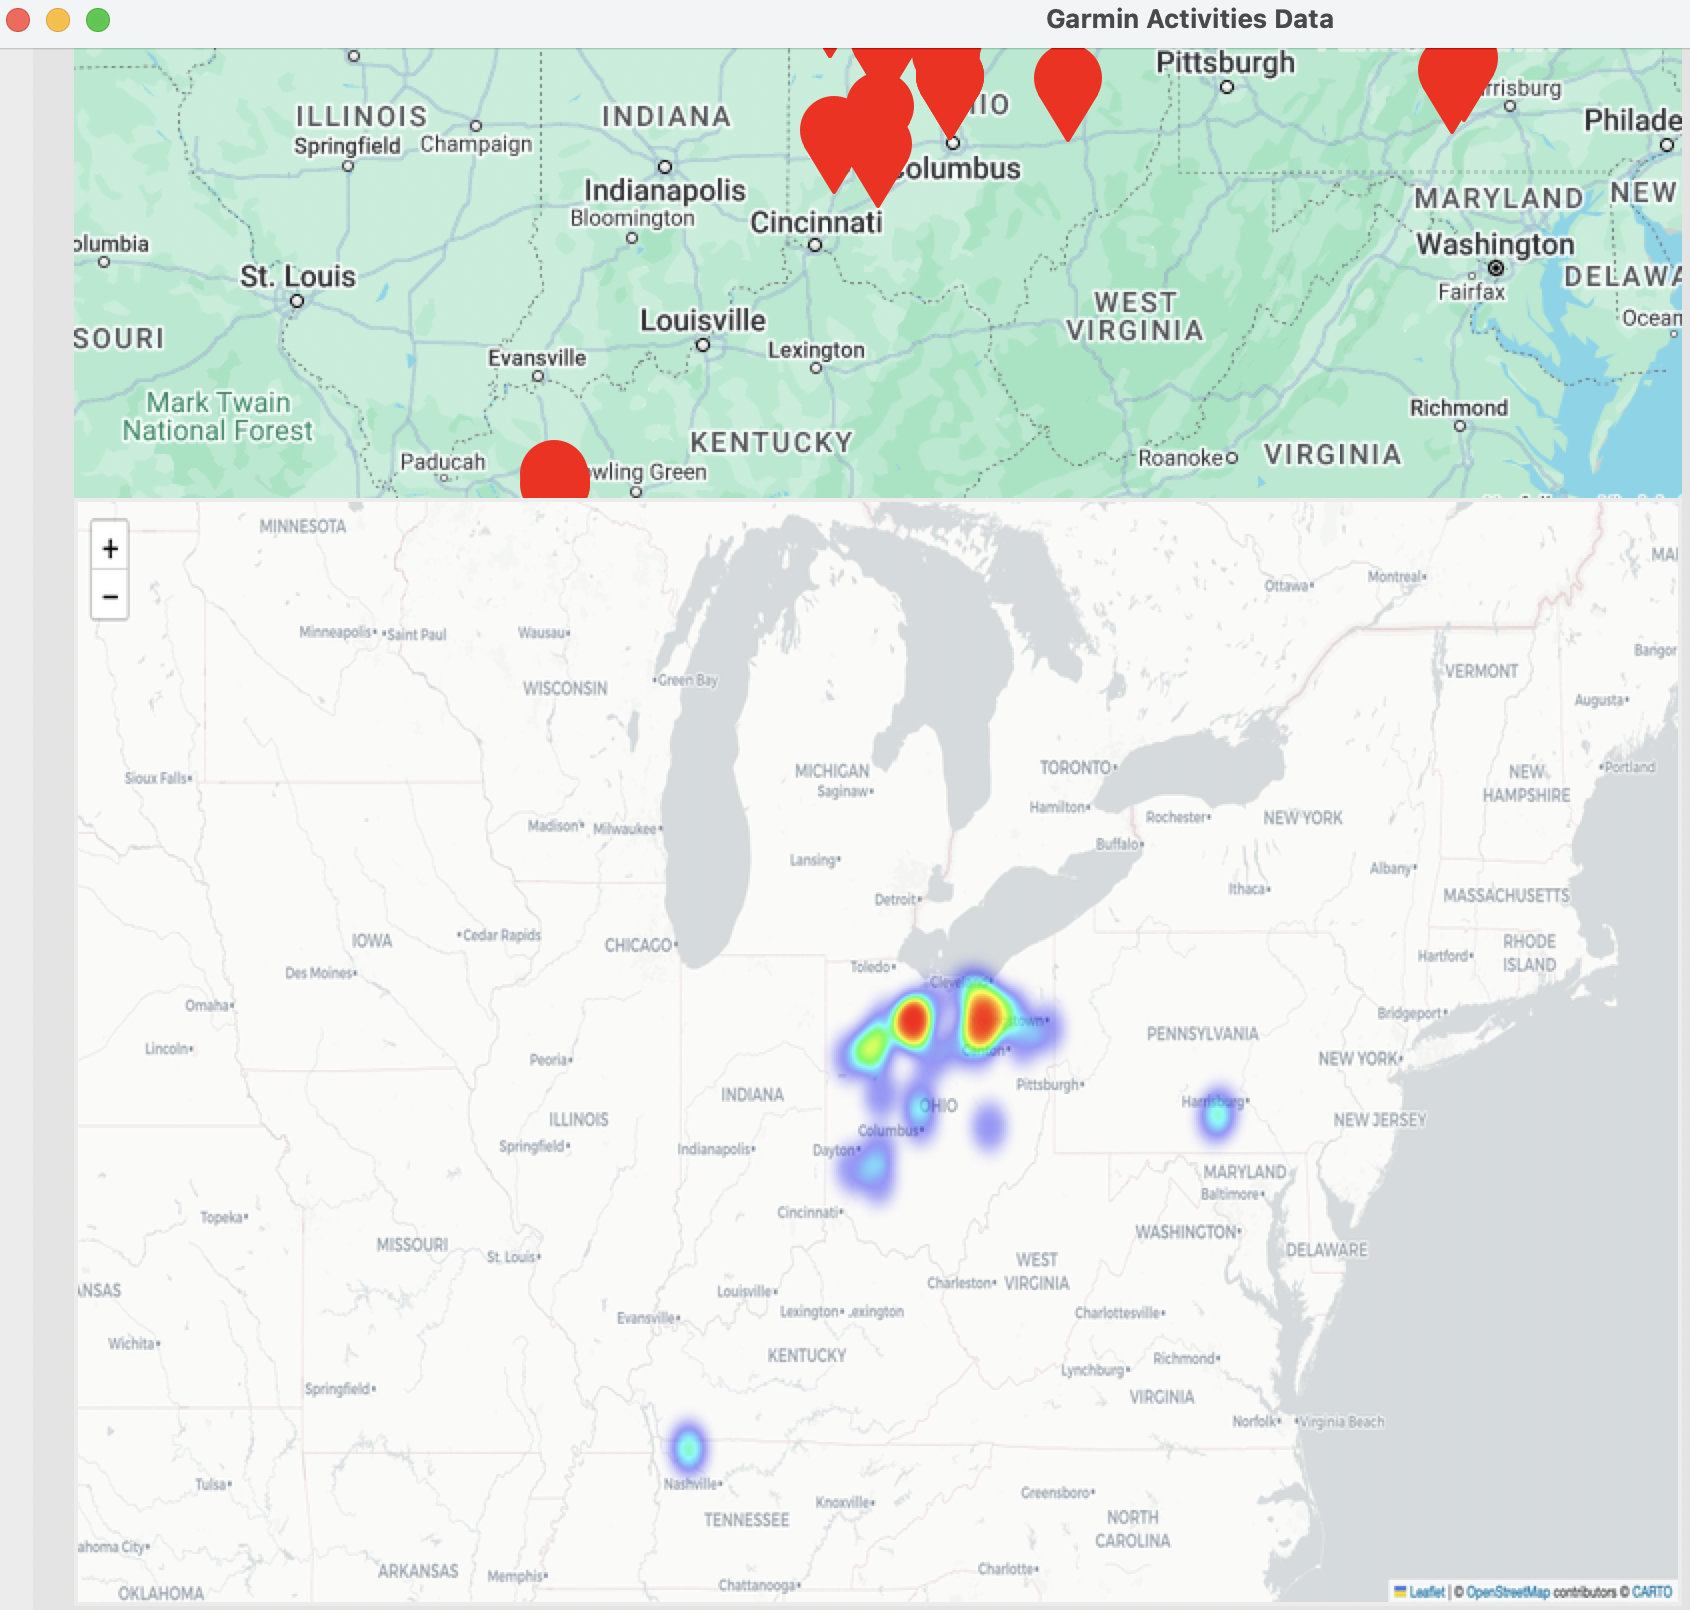 Garmin Activities Data
Pittsburgh
ILLINOIS
INDIANA
rrisburg
Springfield
Champaign
Philade
olumbus
Indianapolis
MARYLAND
NEW
Bloomington
Cincinnati
olumbia
Washington
St. Louis
DELAWA
Fairfax
WEST
VIRGINIA
Louisville
Ocean
SOURI
Lexington
Evansville
Mark Twain
National Forest
Richmond
KENTUCKY
Roanoke
VIRGINIA
Paducah
owling Green
+
−
MINNESOTA
MAI
Ottawa
Montreal
Minneapolis
Saint Paul
Wausau
Bangor
WISCONSIN
Green Bay
VERMONT
Augusta
MICHIGAN
Saginaw
TORONTO
Portland
NEW
HAMPSHIRE
Sioux Falls
Hamilton
Rochester
NEW YORK
Madison
Milwaukee
Buffalo
Lansing
Albany
Ithaca
Detroit
MASSACHUSETTS
IOWA
Cedar Rapids
CHICAGO
RHODE
ISLAND
Hartford
Des Moines
Toledo
Omaha
Bridgeport
stown
PENNSYLVANIA
Lincoln
Canton
Peoria
NEW YORK
Pittsburgh
INDIANA
OHIO
Harrisburg
ILLINOIS
NEW JERSEY
Columbus
Springfield
Indianapolis
Dayton
MARYLAND
Baltimore
Cincinnati
Topeka
WASHINGTON
MISSOURI
St. Louis
DELAWARE
WEST
VIRGINIA
ANSAS
Louisville
Charleston
Evansville
Lexington
exington
Charlottesville
Wichita
KENTUCKY
Richmond
Lynchburg
Springfield
VIRGINIA
Norfolk
Virginia Beach
Tulsa
Nashville
Knoxville
Greensboro
TENNESSEE
NORTH
CAROLINA
ahoma City
ARKANSAS
Memphis
Charlotte
Chattanooga
OKLAHOMA
Leaflet | © OpenStreetMap contributors © CARTO